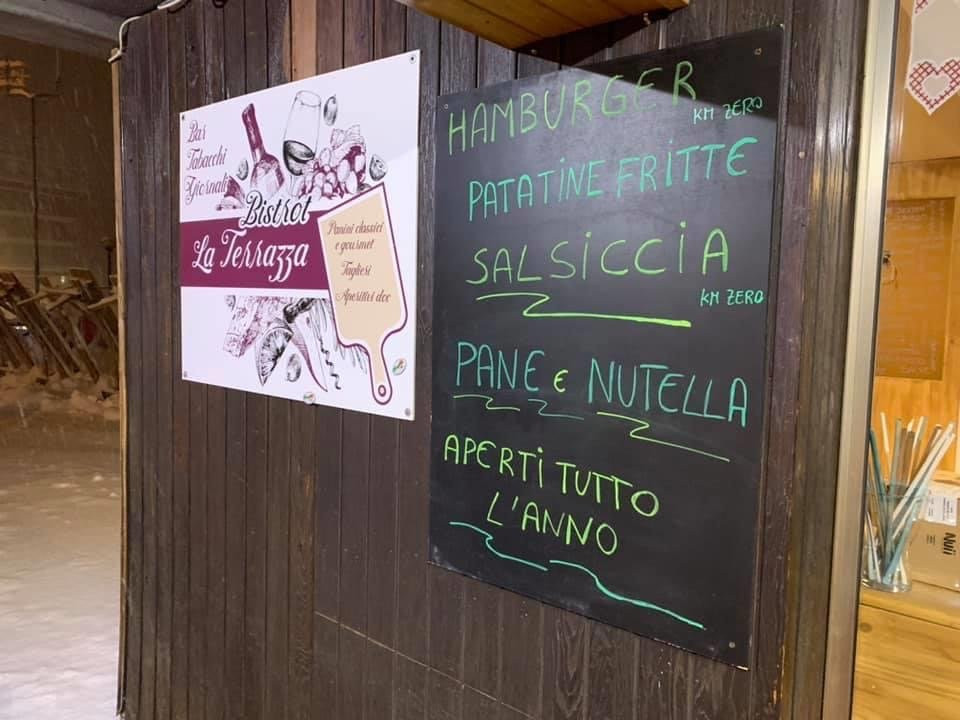 Bar
Tabacchi
Giornali
Bistrot
La Terrazza
Panini classici
e gourmet
Taglieri
Aperitivi doc
HAMBURGER
KM ZERO
PATATINE FRITTE
SALSICCIA
KM ZERO
PANE E NUTELLA
APERTI TUTTO
L'ANNO
Nuii